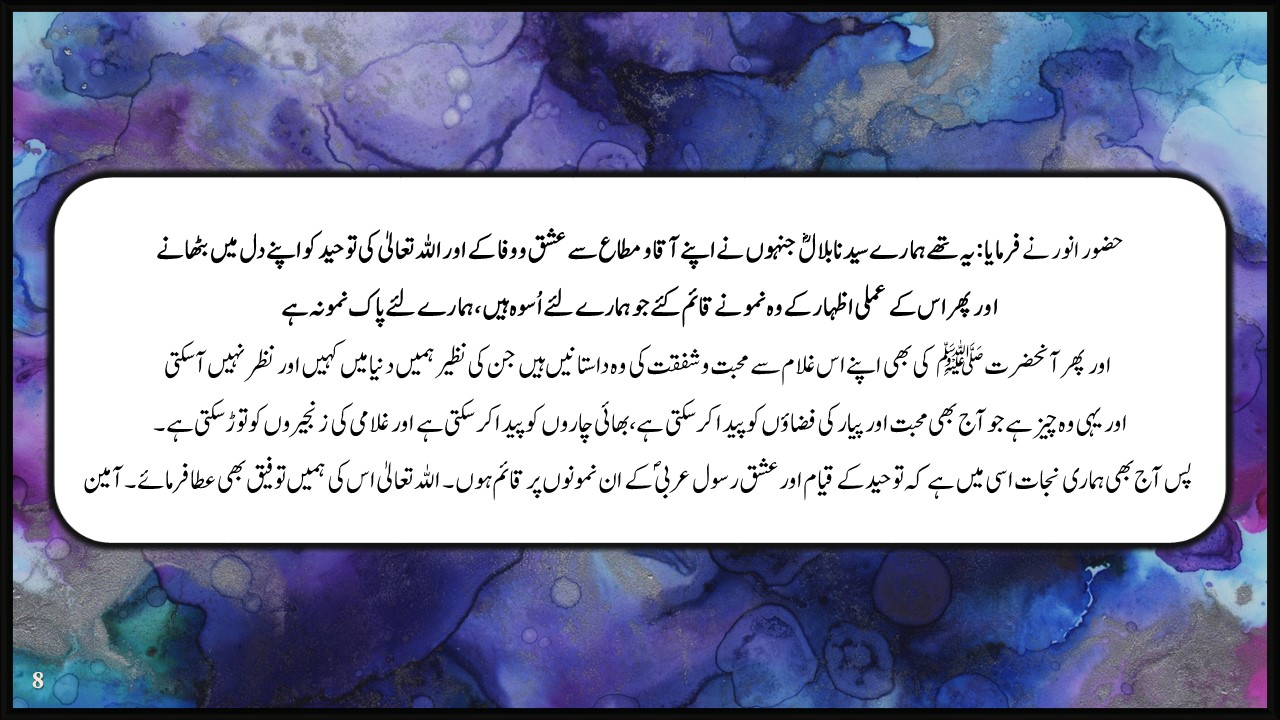 حضور انور نے فرمایا: یہ تھے ہمارے سیدنا بلالؓ جنہوں نے اپنے آقا و مطاع سے عشق و وفا کے اور اللہ تعالیٰ کی توحید کو اپنے دل میں بٹھانے
اور پھر اس کے عملی اظہار کے وہ نمونے قائم کئے جو ہمارے لئے اُسوہ ہیں، ہمارے لئے پاک نمونہ ہے
اور پھر آنحضرت ﷺ کی بھی اپنے اس غلام سے محبت و شفقت کی وہ داستانیں ہیں جن کی نظیر ہمیں دنیا میں کہیں اور نظر نہیں آسکتی
اور یہی وہ چیز ہے جو آج بھی محبت اور پیار کی فضاؤں کو پیدا کر سکتی ہے، بھائی چاروں کو پیدا کر سکتی ہے اور غلامی کی زنجیروں کو توڑ سکتی ہے۔
پس آج بھی ہماری نجات اسی میں ہے کہ توحید کے قیام اور عشق رسول عربیؐ کے ان نمونوں پر قائم ہوں۔ اللہ تعالیٰ اس کی ہمیں توفیق بھی عطا فرمائے۔ آمین
8